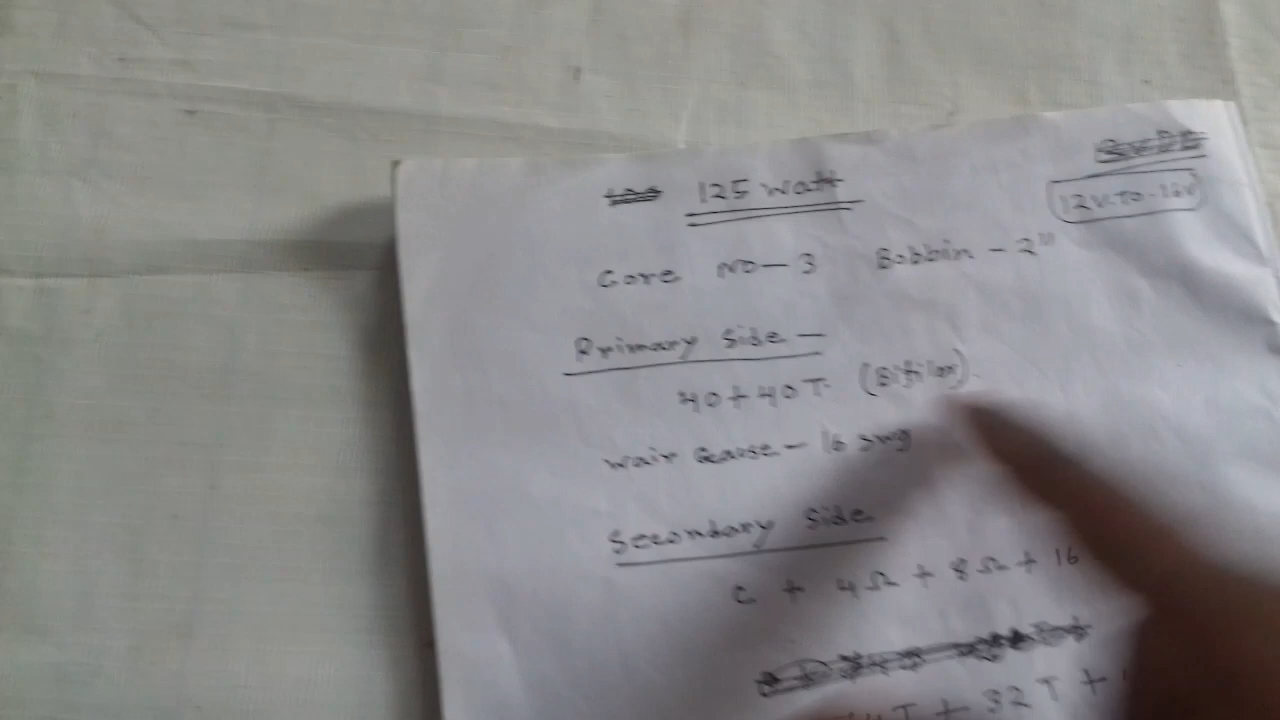 125 Watt
12V.TO-16V
Core NO-3 Bobbin - 2"
Primary Side -
40+40T. (Bifilar).
wair Gause - 16 swg
Secondary Side
C + 4Ω + 8Ω + 16
T + 32T +